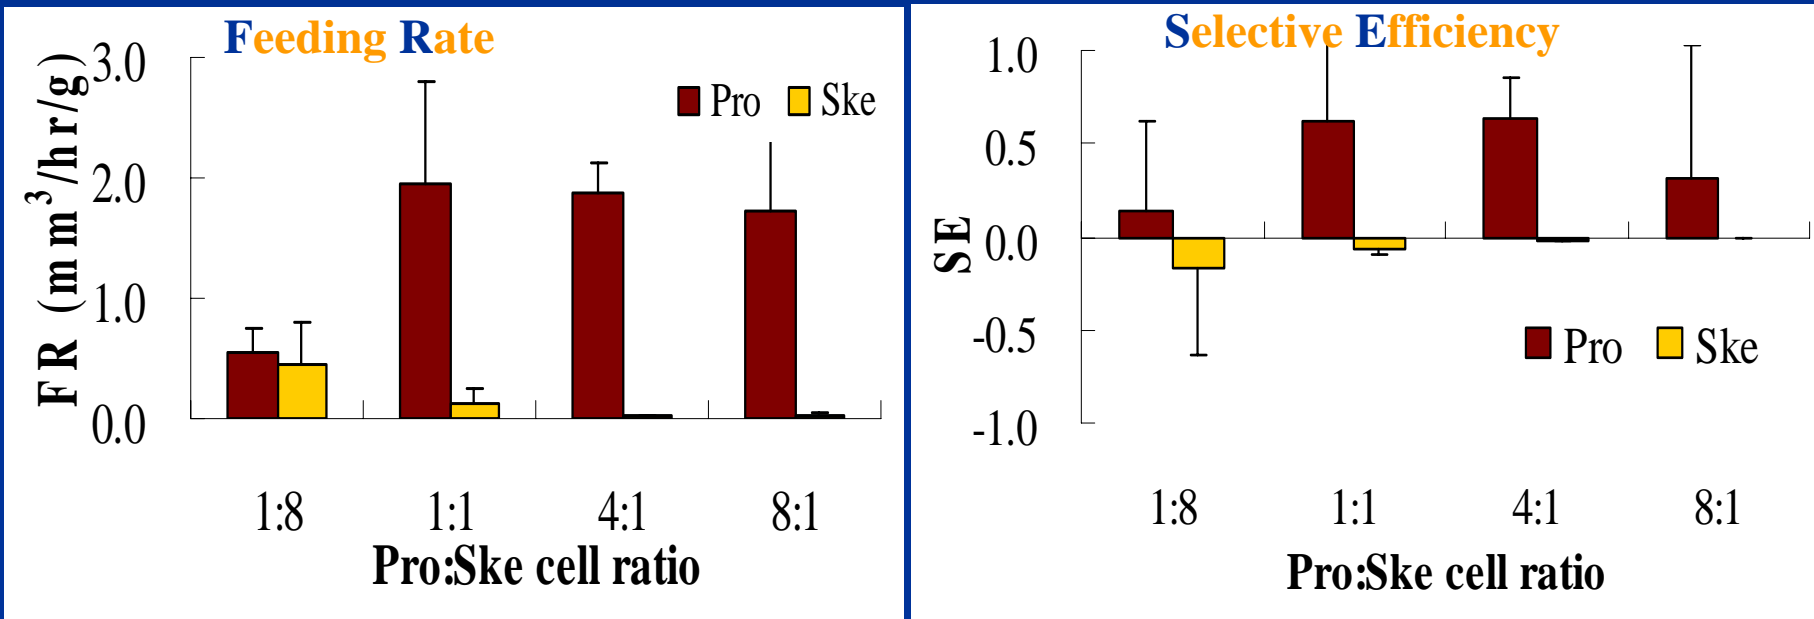 Feeding Rate
FR (mm³/hr/g)
3.0
2.0
1.0
0.0
Pro Ske
1:8 1:1 4:1 8:1
Pro:Ske cell ratio
Selective Efficiency
SE
1.0
0.5
0.0
-0.5
-1.0
Pro Ske
1:8 1:1 4:1 8:1
Pro:Ske cell ratio